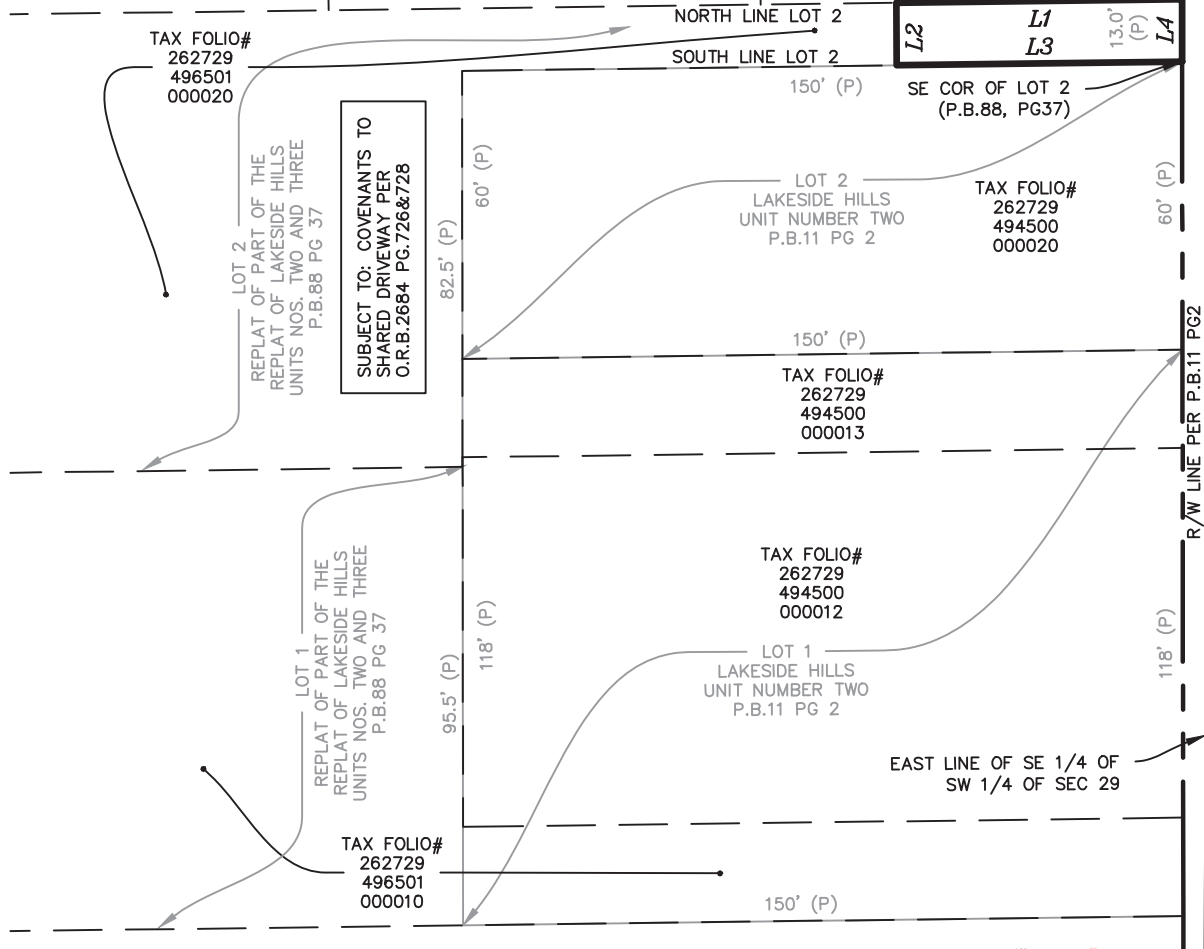 NORTH LINE LOT 2
SOUTH LINE LOT 2
L2
L1
L3
13.0'
(P)
L4
TAX FOLIO#
262729
496501
000020
150' (P)
SE COR OF LOT 2
(P.B.88, PG37)
LOT 2
REPLAT OF PART OF THE
REPLAT OF LAKESIDE HILLS
UNITS NOS. TWO AND THREE
P.B.88 PG 37
SUBJECT TO: COVENANTS TO
SHARED DRIVEWAY PER
O.R.B.2684 PG.726&728
60' (P)
82.5' (P)
LOT 2
LAKESIDE HILLS
UNIT NUMBER TWO
P.B.11 PG 2
TAX FOLIO#
262729
494500
000020
60' (P)
150' (P)
R/W LINE PER P.B.11 PG2
TAX FOLIO#
262729
494500
000013
TAX FOLIO#
262729
494500
000012
LOT 1
REPLAT OF PART OF THE
REPLAT OF LAKESIDE HILLS
UNITS NOS. TWO AND THREE
P.B.88 PG 37
118' (P)
95.5' (P)
LOT 1
LAKESIDE HILLS
UNIT NUMBER TWO
P.B.11 PG 2
118' (P)
EAST LINE OF SE 1/4 OF
SW 1/4 OF SEC 29
TAX FOLIO#
262729
496501
000010
150' (P)